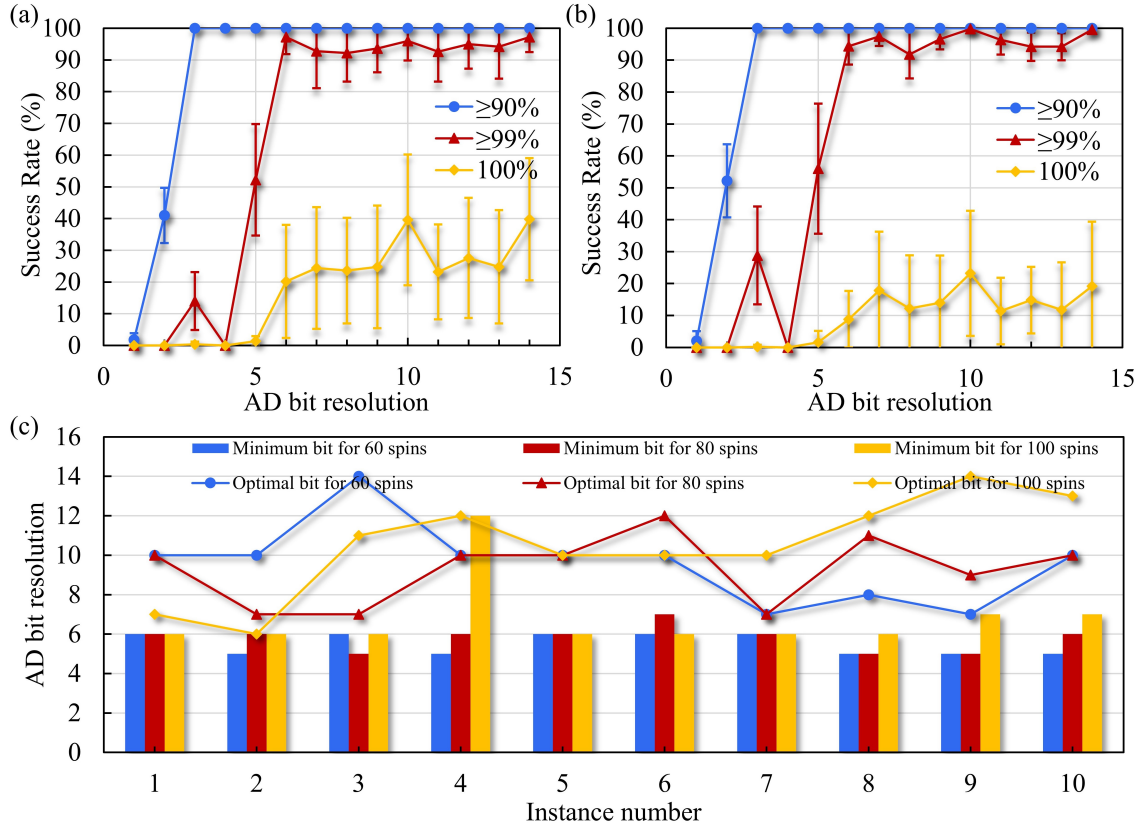 (a)
100
90
80
70
60
50
40
30
20
10
0
Success Rate (%)
≥90%
≥99%
100%
0 5 10 15
AD bit resolution
(b)
100
90
80
70
60
50
40
30
20
10
0
Success Rate (%)
≥90%
≥99%
100%
0 5 10 15
AD bit resolution
(c)
16
14
12
10
8
6
4
2
0
AD bit resolution
Minimum bit for 60 spins Minimum bit for 80 spins Minimum bit for 100 spins
Optimal bit for 60 spins Optimal bit for 80 spins Optimal bit for 100 spins
1 2 3 4 5 6 7 8 9 10
Instance number